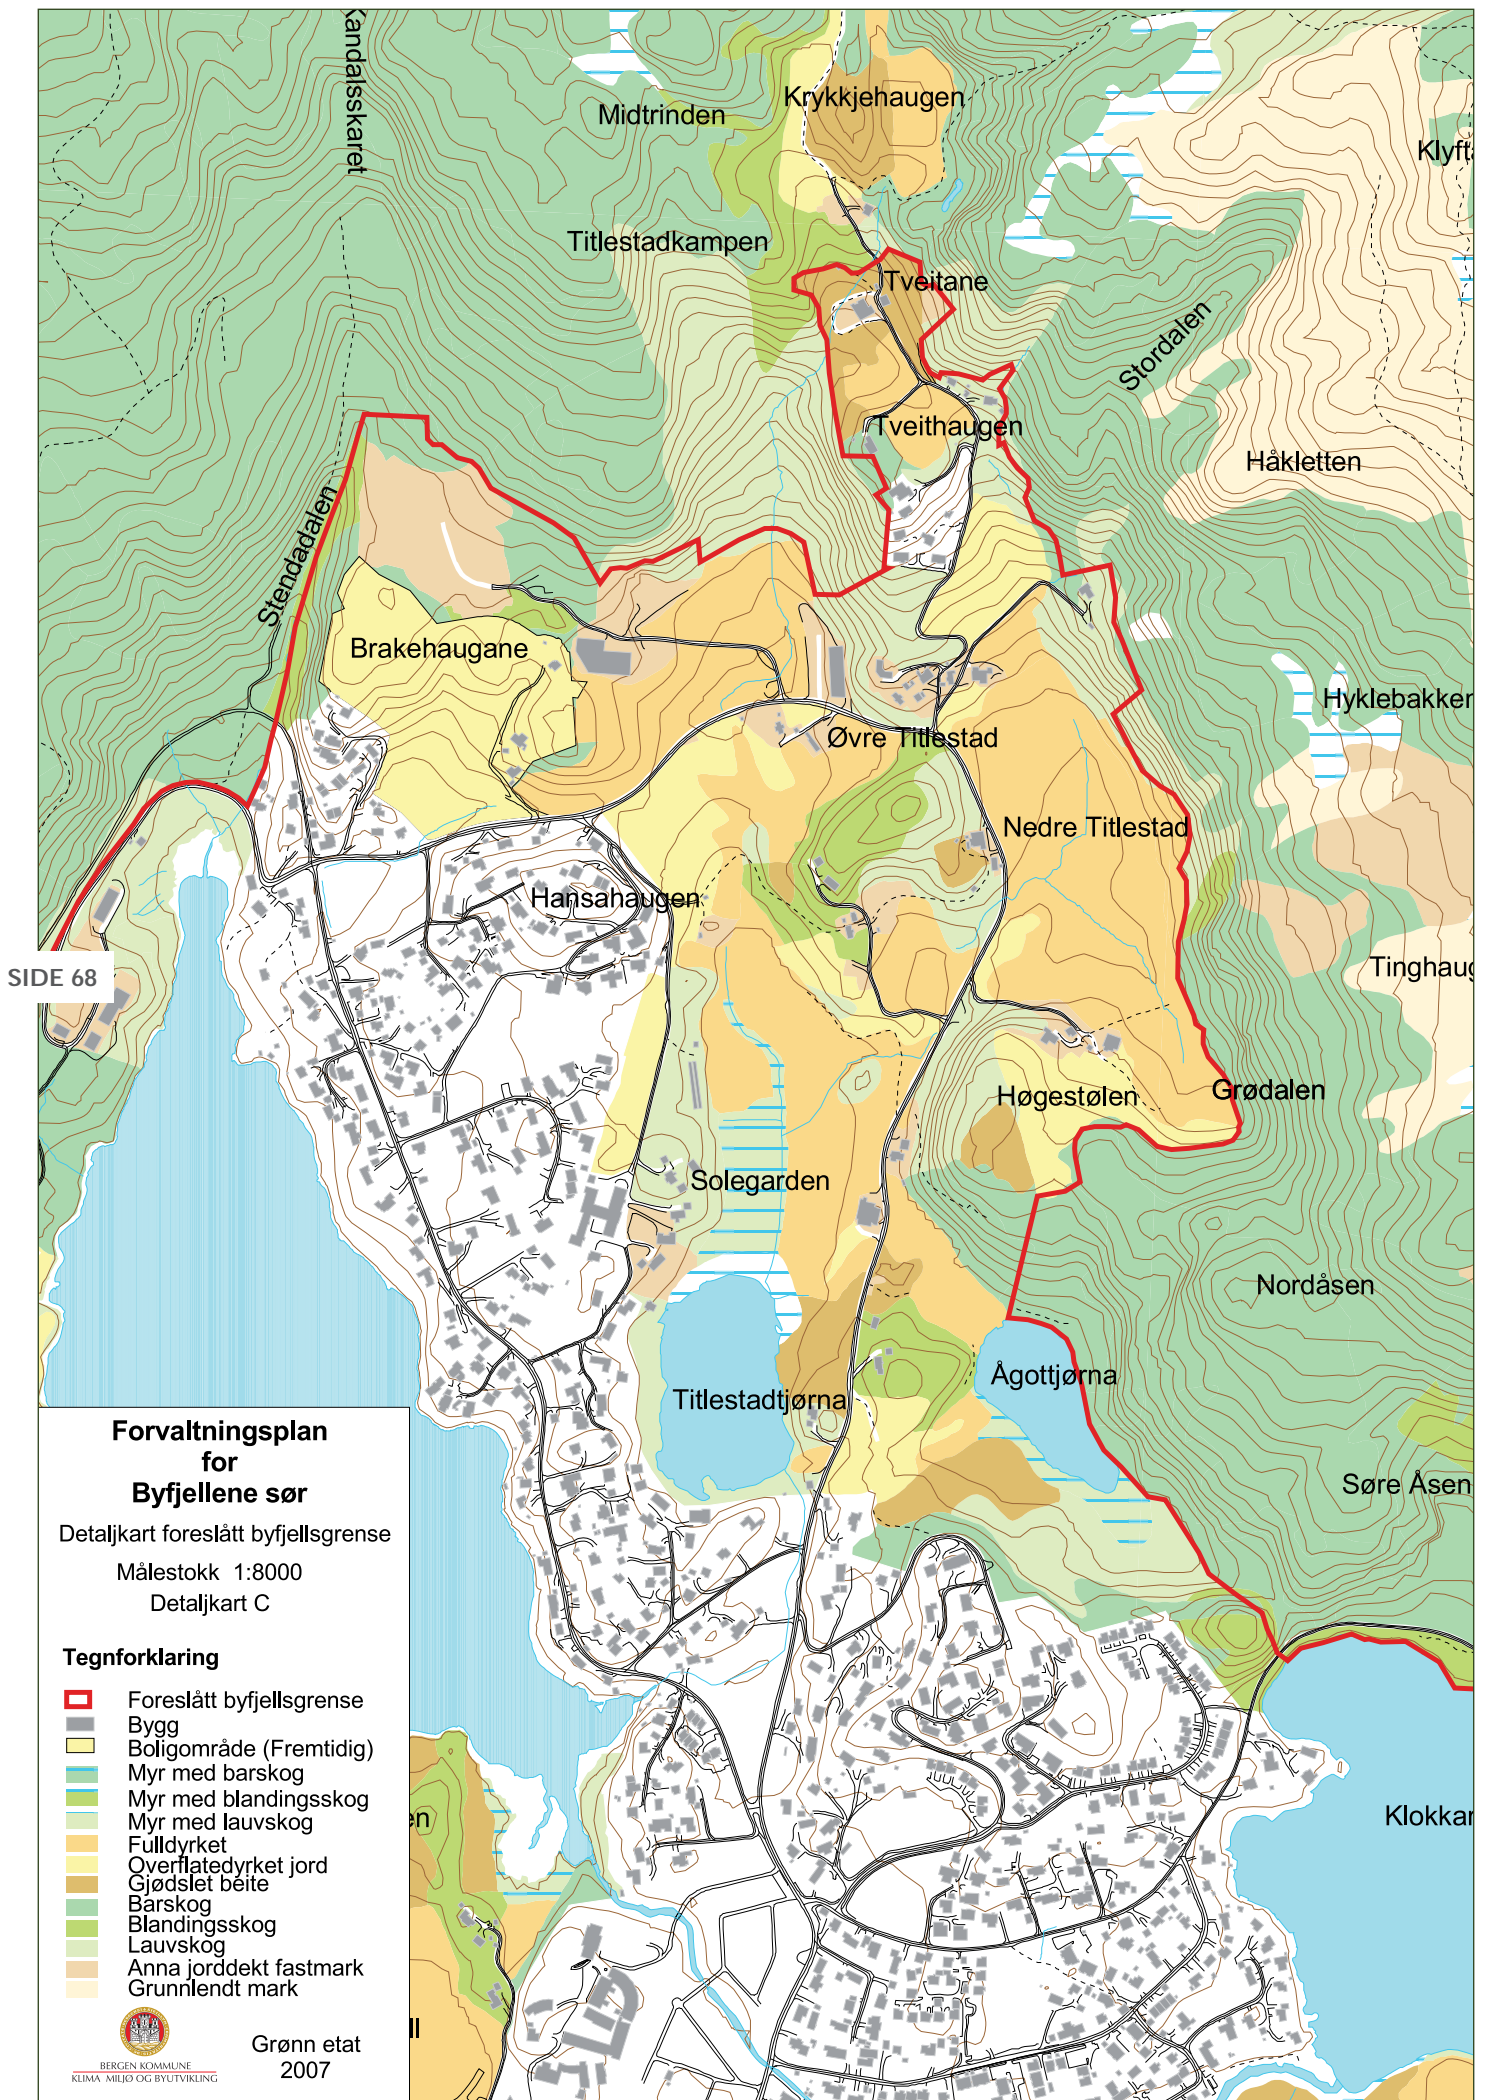 Kandalsskaret
Midtrinden
Krykkjehaugen
Titlestadkampen
Tveitane
Stordalen
Tveithaugen
Håkletten
Stendadalen
Brakehaugane
Hyklebakker
Øvre Titlestad
Nedre Titlestad
Hansahaugen
SIDE 68
Tinghaug
Høgestølen
Grødalen
Solegarden
Nordåsen
Ågottjørna
Titlestadtjørna
Søre Åsen
Klokkar
Forvaltningsplan
for
Byfjellene sør
Detaljkart foreslått byfjellsgrense
Målestokk 1:8000
Detaljkart C
Tegnforklaring
Foreslått byfjellsgrense
Bygg
Boligområde (Fremtidig)
Myr med barskog
Myr med blandingsskog
Myr med lauvskog
Fulldyrket
Overflatedyrket jord
Gjødslet beite
Barskog
Blandingsskog
Lauvskog
Anna jorddekt fastmark
Grunnlendt mark
BERGEN KOMMUNE
KLIMA MILJØ OG BYUTVIKLING
Grønn etat
2007